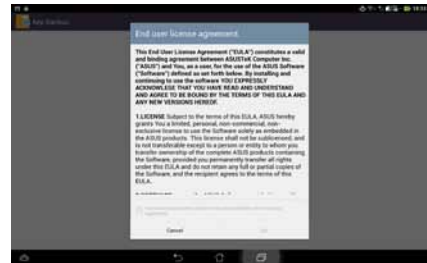 App Backup
End user license agreement
This End User License Agreement ("EULA") constitutes a valid
and binding agreement between ASUSTeK Computer Inc.
("ASUS") and You, as a user, for the use of the ASUS Software
("Software") defined as set forth below. By installing and
continuing to use the software YOU EXPRESSLY
ACKNOWLEGE THAT YOU HAVE READ AND UNDERSTAND
AND AGREE TO BE BOUND BY THE TERMS OF THIS EULA AND
ANY NEW VERSIONS HEREOF.
1.LICENSE Subject to the terms of this EULA, ASUS hereby
grants You a limited, personal, non-commercial, non-
exclusive license to use the Software solely as embedded in
the ASUS products. This license shall not be sublicensed, and
is not transferable except to a person or entity to whom you
transfer ownership of the complete ASUS products containing
the Software, provided you permanently transfer all rights
under this EULA and do not retain any full or partial copies of
the Software, and the recipient agrees to the terms of this
EULA.
Cancel